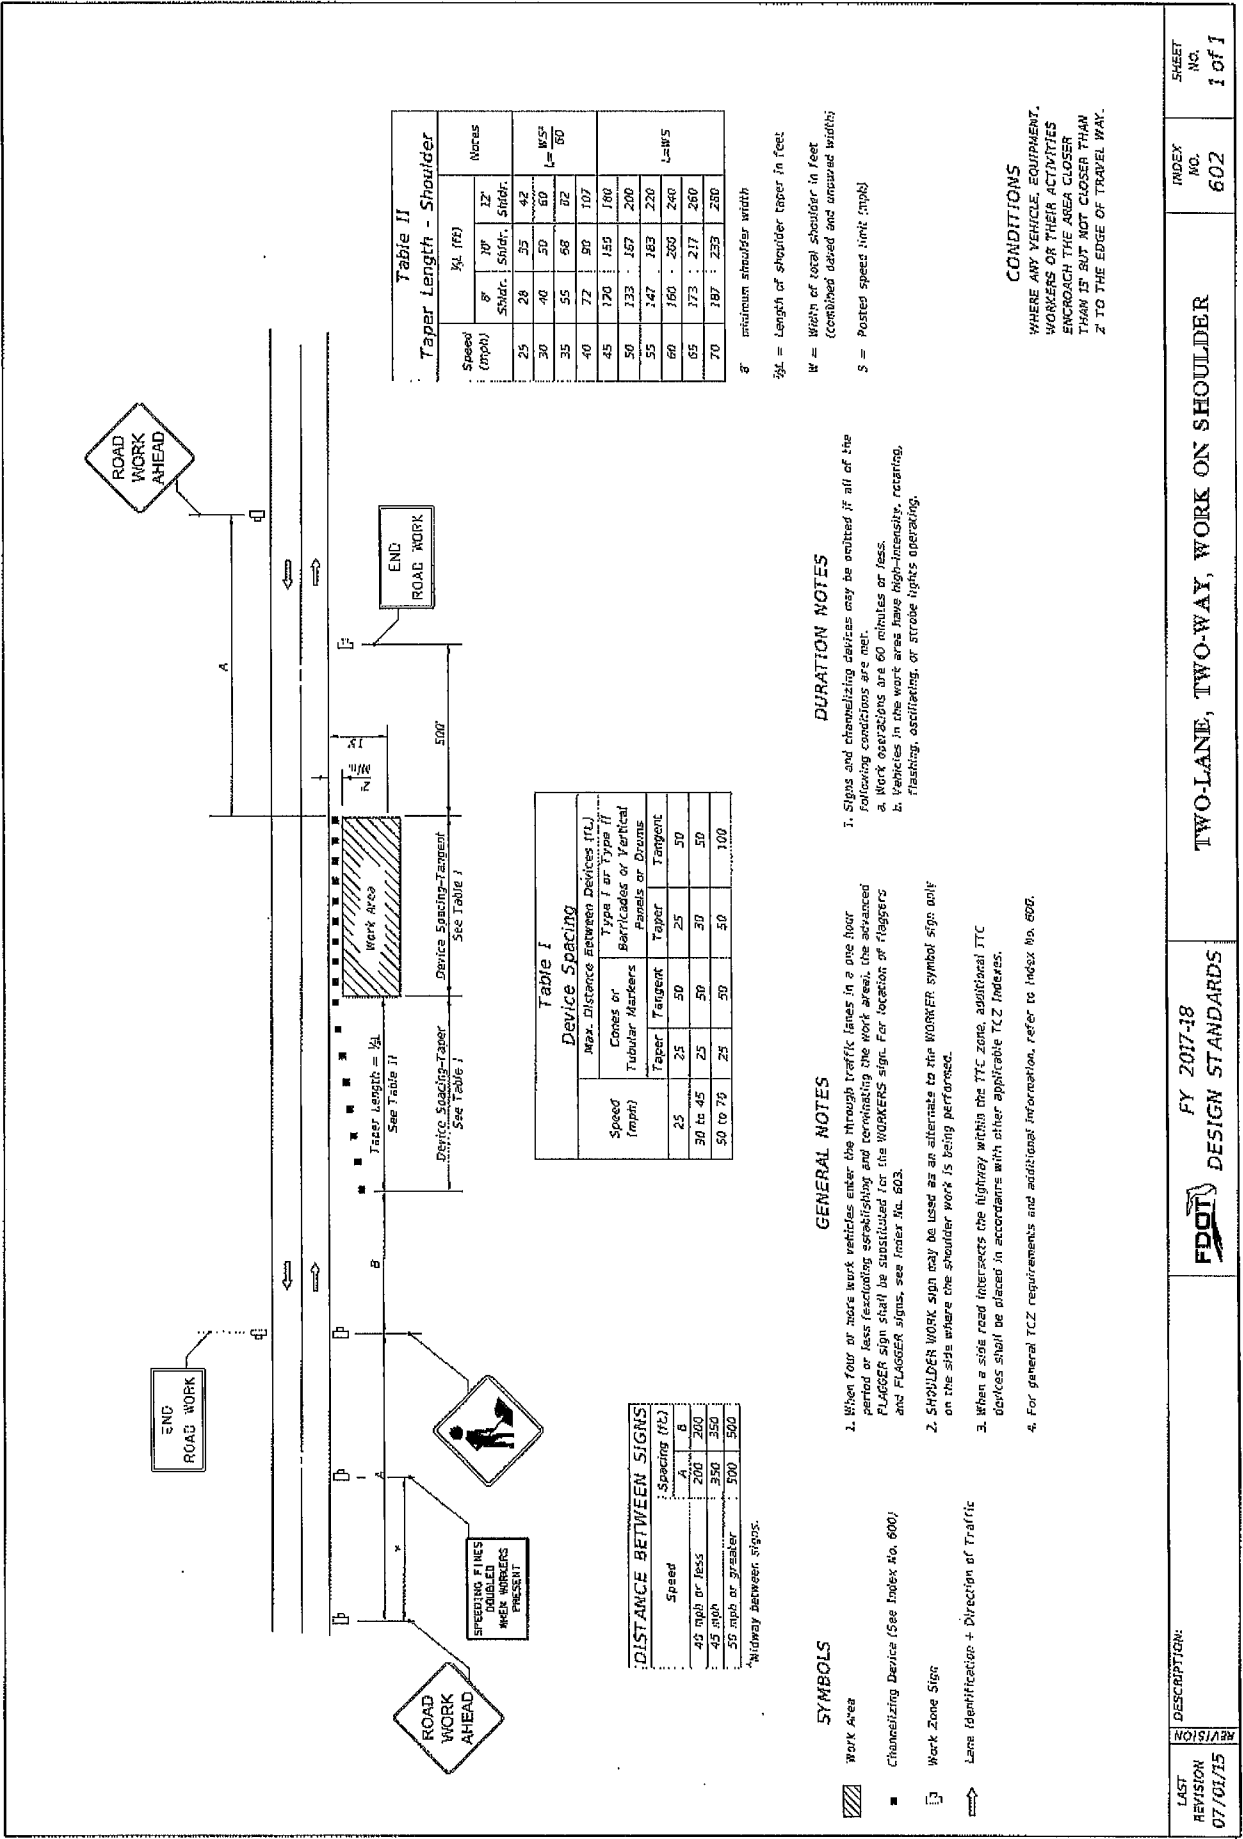 ROAD
WORK
AHEAD
SPEEDING FINES
DOUBLED
WHEN WORKERS
PRESENT
END
ROAD WORK
A
B
Taper Length = ⅓L
See Table II
Device Spacing-Taper
See Table I
Work Area
Device Spacing-Tangent
See Table I
2'
Min.
15'
500'
A
END
ROAD WORK
ROAD
WORK
AHEAD
DISTANCE BETWEEN SIGNS
Speed Spacing (ft.)
A B
40 mph or less 200 200
45 mph 350 350
50 mph or greater 500 500
*Midway between signs.
Table I
Device Spacing
Speed (mph)
Max. Distance Between Devices (ft.)
Cones or
Tubular Markers
Type I or Type II
Barricades or Vertical
Panels or Drums
Taper Tangent Taper Tangent
25 25 50 25 50
30 to 45 25 50 30 50
50 to 70 25 50 50 100
Table II
Taper Length - Shoulder
Speed (mph) ⅓L (ft) Notes
8' Shldr. 10' Shldr. 12' Shldr.
25 28 35 42
30 40 50 60
35 55 68 82
40 72 90 107
L= WS²/60
45 120 150 180
50 133 167 200
55 147 183 220
60 160 200 240
65 173 217 260
70 187 233 280
L=WS
8' minimum shoulder width
⅓L = Length of shoulder taper in feet
W = Width of total shoulder in feet
(combined paved and unpaved width)
S = Posted speed limit (mph)
SYMBOLS
Work Area
Channelizing Device (See Index No. 600)
Work Zone Sign
Lane Identification + Direction of Traffic
GENERAL NOTES
1. When four or more work vehicles enter the through traffic lanes in a one hour
period or less (excluding establishing and terminating the work area), the advanced
FLAGGER sign shall be substituted for the WORKERS sign. For location of flaggers
and FLAGGER signs, see Index No. 603.
2. SHOULDER WORK sign may be used as an alternate to the WORKER symbol sign only
on the side where the shoulder work is being performed.
3. When a side road intersects the highway within the TTC zone, additional TTC
devices shall be placed in accordance with other applicable TCZ Indexes.
4. For general TCZ requirements and additional information, refer to Index No. 600.
DURATION NOTES
1. Signs and channelizing devices may be omitted if all of the
following conditions are met:
a. Work operations are 60 minutes or less.
b. Vehicles in the work area have high-intensity, rotating,
flashing, oscillating, or strobe lights operating.
CONDITIONS
WHERE ANY VEHICLE, EQUIPMENT,
WORKERS OR THEIR ACTIVITIES
ENCROACH THE AREA CLOSER
THAN 15' BUT NOT CLOSER THAN
2' TO THE EDGE OF TRAVEL WAY.
LAST
REVISION
07/01/15
REVISION
DESCRIPTION:
FDOT
FY 2017-18
DESIGN STANDARDS
TWO-LANE, TWO-WAY, WORK ON SHOULDER
INDEX
NO.
602
SHEET
NO.
1 of 1